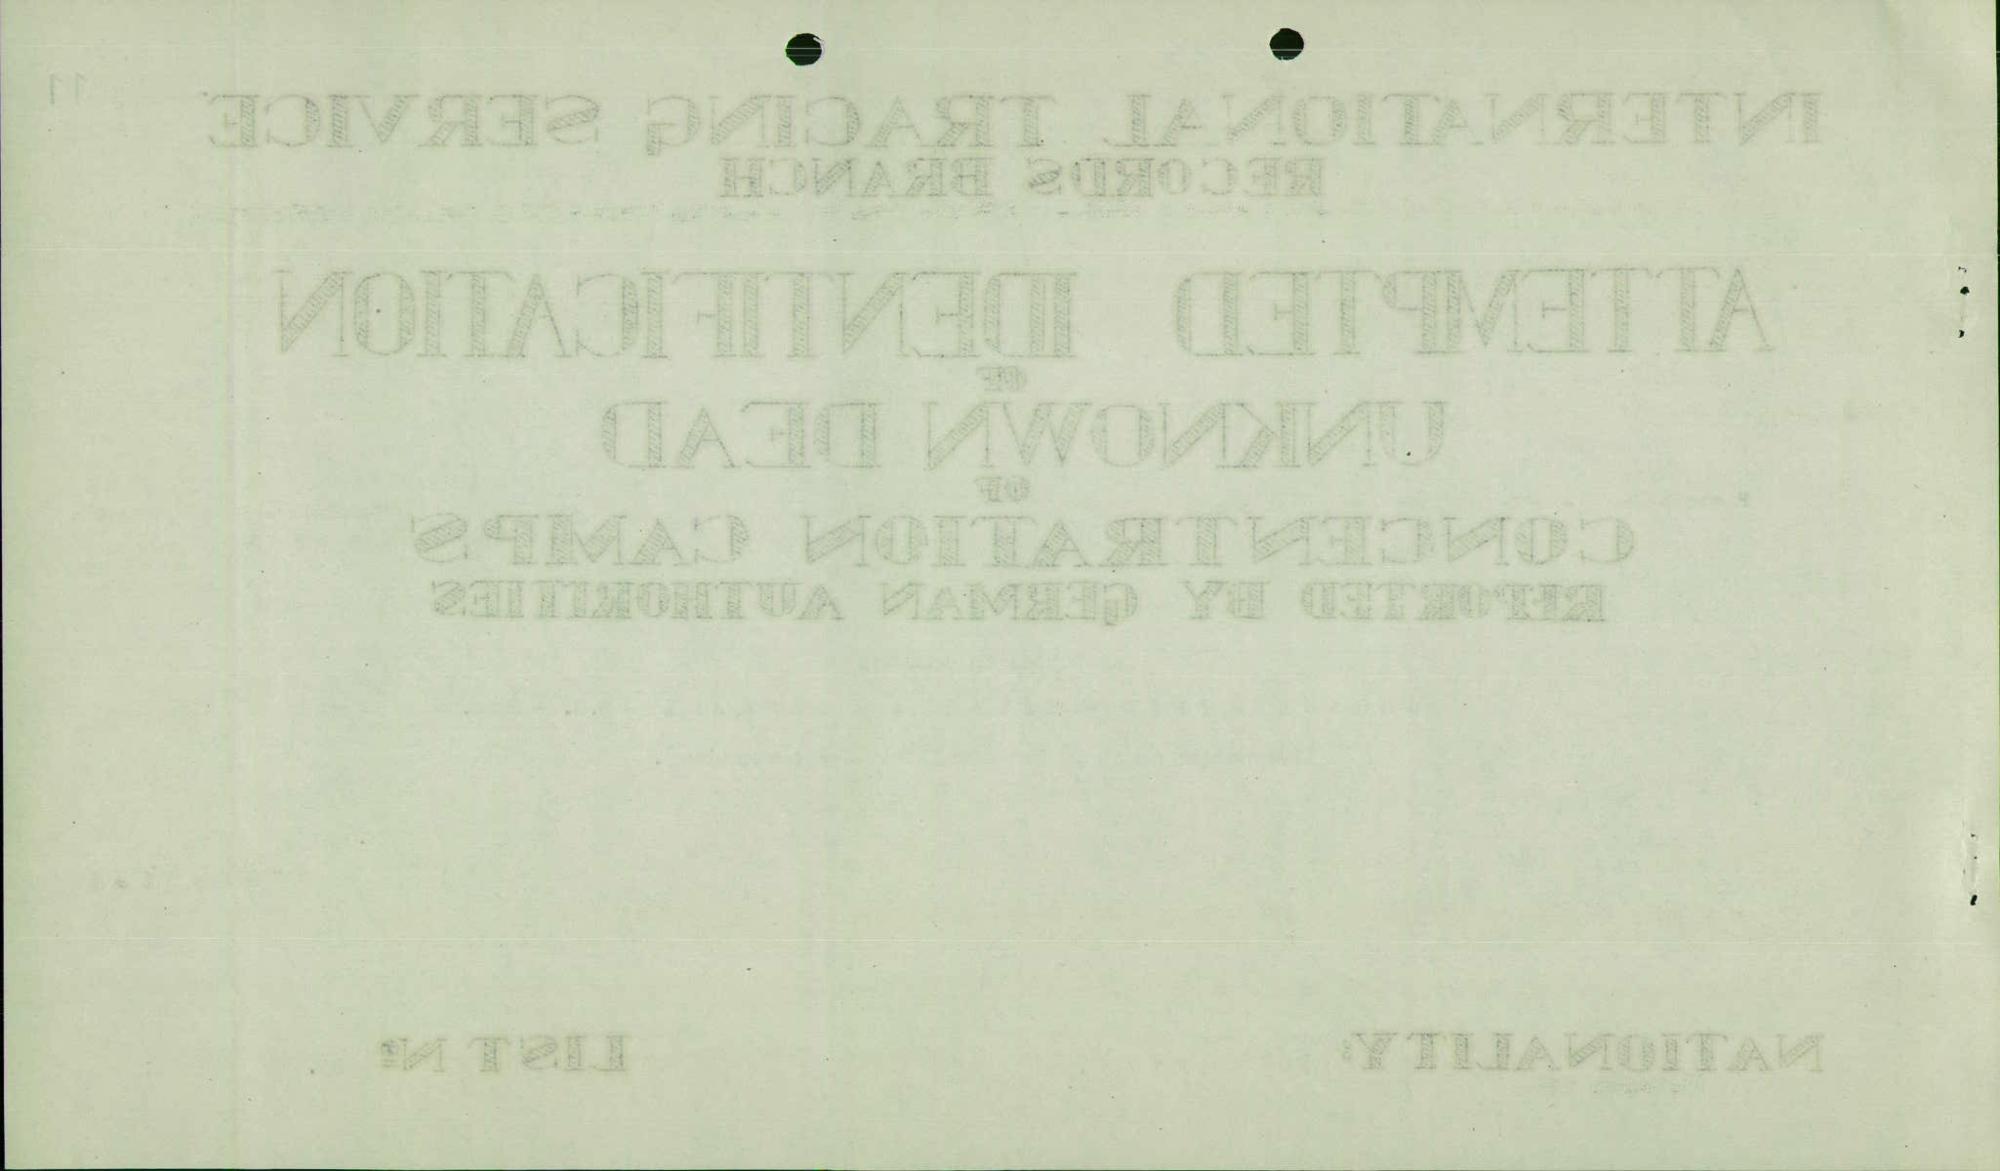 11
INTERNATIONAL TRACING SERVICE
RECORDS BRANCH
ATTEMPTED IDENTIFICATION
OF
UNKNOWN DEAD
OF
CONCENTRATION CAMPS
REPORTED BY GERMAN AUTHORITIES
NATIONALITY: LIST Nº